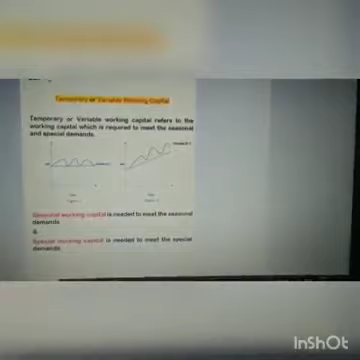 Temporary or Variable Working Capital
Temporary or Variable working capital refers to the
working capital which is required to meet the seasonal
and special demands.
Seasonal working capital is needed to meet the seasonal
demands
&
Special working capital is needed to meet the special
demands.
InShOt